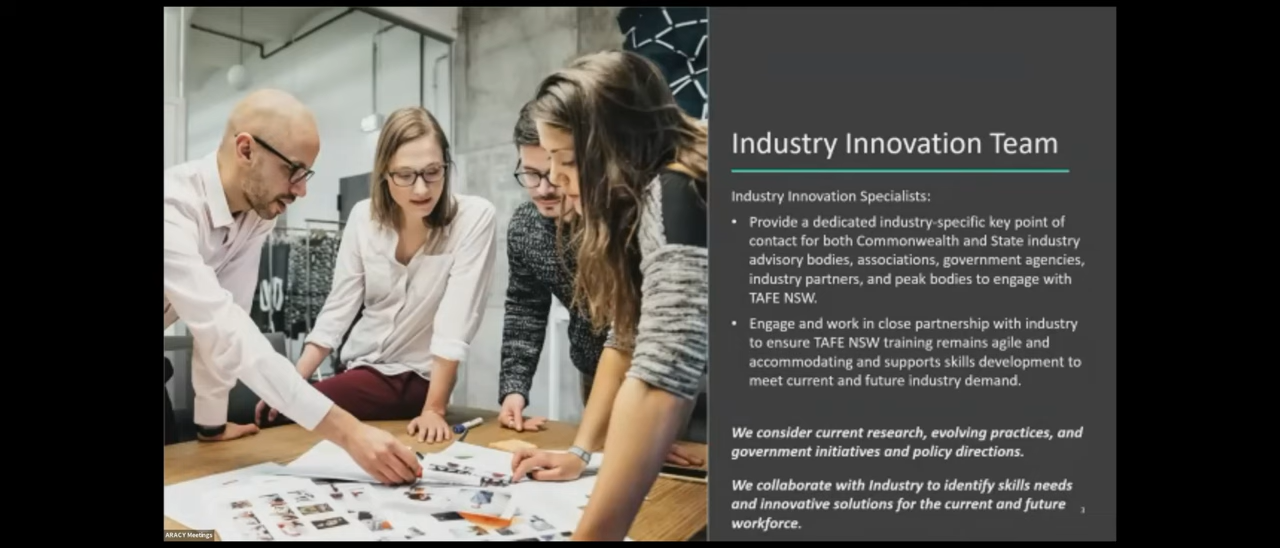 Industry Innovation Team
Industry Innovation Specialists:
• Provide a dedicated industry-specific key point of
contact for both Commonwealth and State industry
advisory bodies, associations, government agencies,
industry partners, and peak bodies to engage with
TAFE NSW.
• Engage and work in close partnership with industry
to ensure TAFE NSW training remains agile and
accommodating and supports skills development to
meet current and future industry demand.
We consider current research, evolving practices, and
government initiatives and policy directions.
We collaborate with Industry to identify skills needs
and innovative solutions for the current and future
workforce.
3
ARACY Meetings